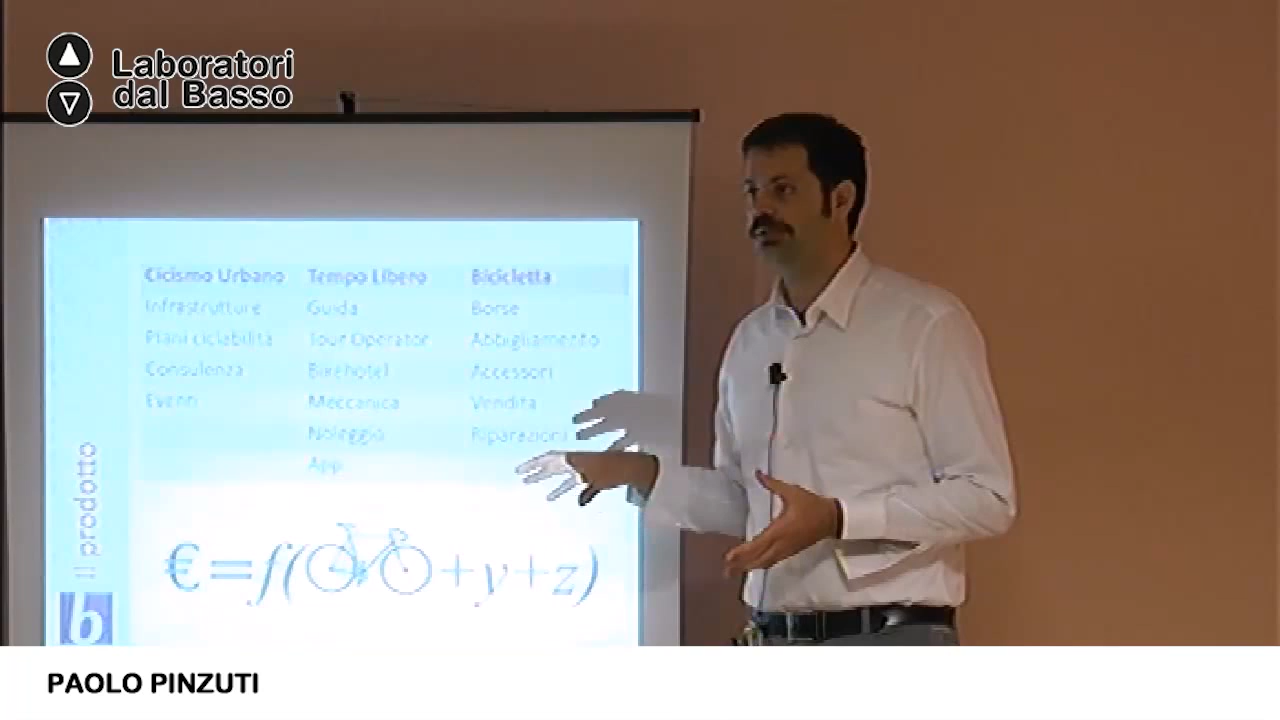 Laboratori
dal Basso
Ciclismo Urbano Tempo Libero Bicicletta
Infrastrutture Guida Borse
Piani ciclabilità Tour Operator Abbigliamento
Consulenza Bikehotel Accessori
Eventi Meccanica Vendita
Noleggio Riparazioni
App
Il prodotto
€=f( +y+z)
b
PAOLO PINZUTI